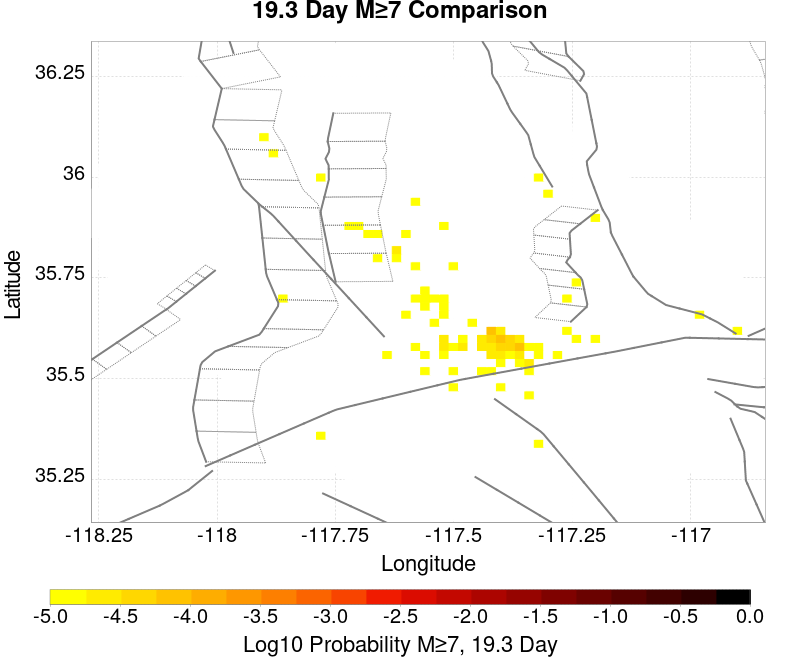 19.3 Day M≥7 Comparison
36.25
36
35.75
35.5
35.25
Latitude
-118.25 -118 -117.75 -117.5 -117.25 -117
Longitude
-5.0 -4.5 -4.0 -3.5 -3.0 -2.5 -2.0 -1.5 -1.0 -0.5 0.0
Log10 Probability M≥7, 19.3 Day